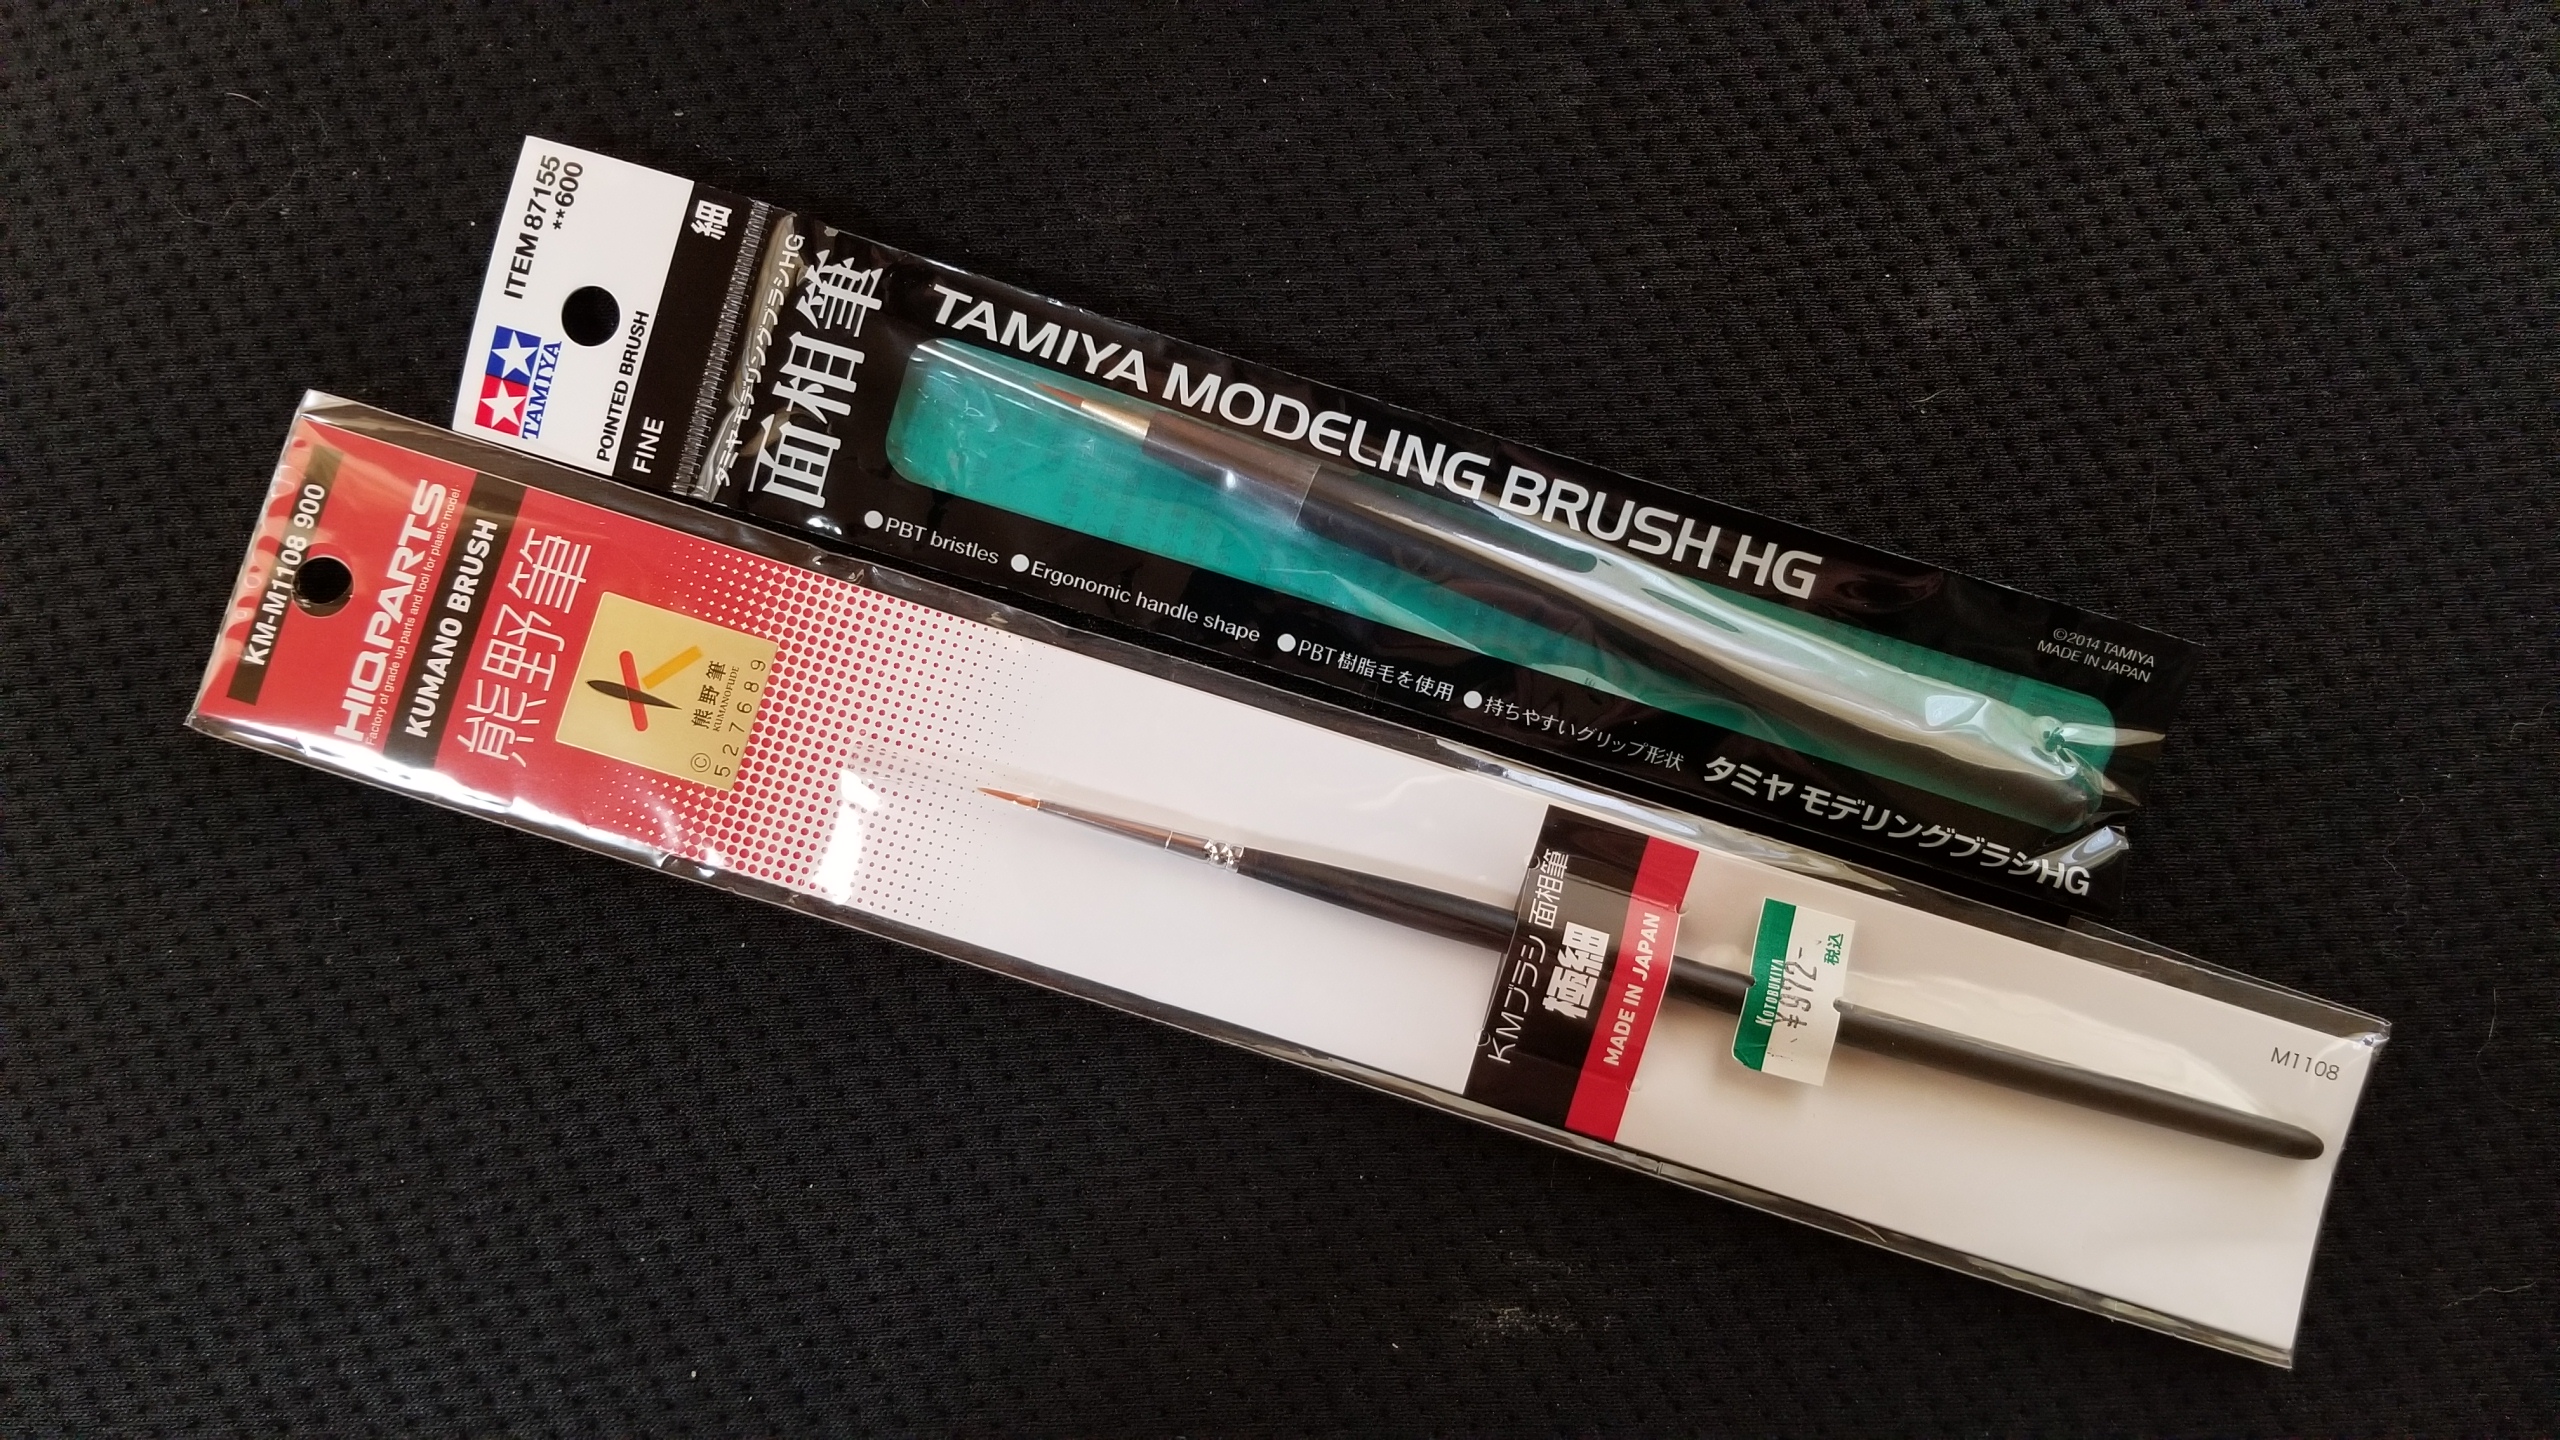 ITEM 87155
**600
TAMIYA
POINTED BRUSH
FINE
細
タミヤ モデリングブラシHG
面相筆
TAMIYA MODELING BRUSH HG
●PBT bristles ●Ergonomic handle shape ●PBT樹脂毛を使用 ●持ちやすいグリップ形状
タミヤ モデリングブラシHG
©2014 TAMIYA
MADE IN JAPAN
KM-M1108 900
HIQPARTS
Factory of grade up parts and tool for plastic model
KUMANO BRUSH
熊野筆
熊野筆
KUMANOFUDE
©527689
KMブラシ 面相筆
極細
MADE IN JAPAN
KOTOBUKIYA
¥972-
税込
M1108